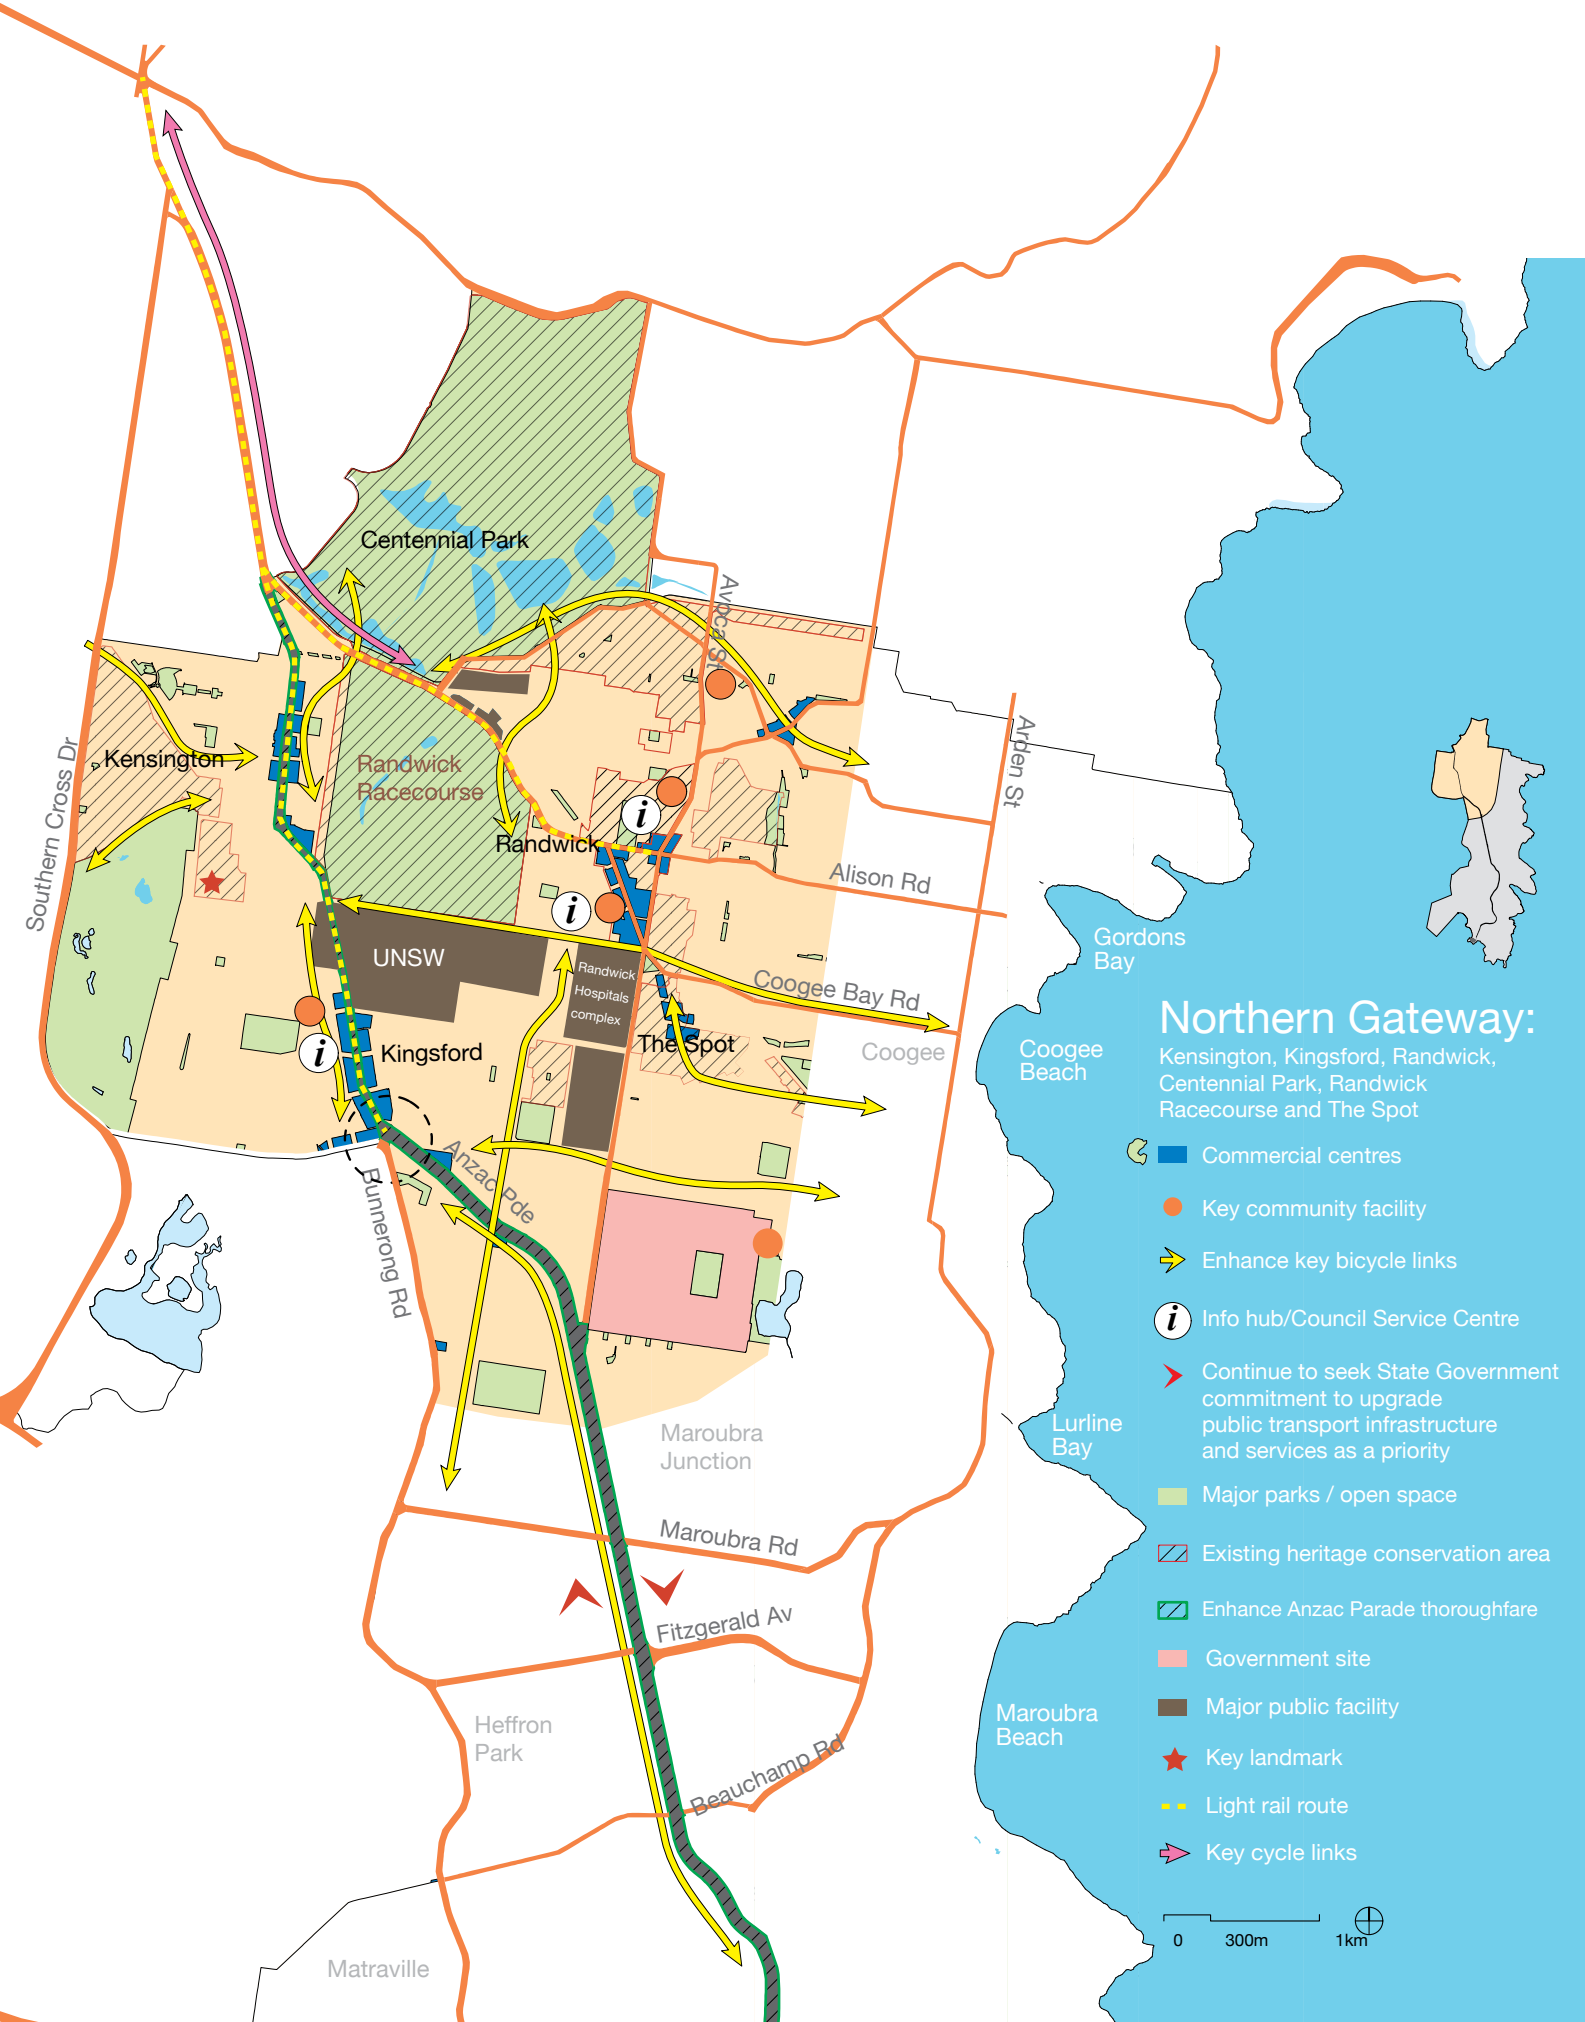 Centennial Park
Avoca St
Kensington
Randwick
Racecourse
Southern Cross Dr
Arden St
Randwick
i
Alison Rd
i
UNSW
Randwick
Hospitals
complex
Coogee Bay Rd
Gordons
Bay
i
Kingsford
The Spot
Coogee
Coogee
Beach
Anzac Pde
Bunnerong Rd
Maroubra
Junction
Lurline
Bay
Maroubra Rd
Fitzgerald Av
Heffron
Park
Beauchamp Rd
Maroubra
Beach
Matraville
Northern Gateway:
Kensington, Kingsford, Randwick,
Centennial Park, Randwick
Racecourse and The Spot
Commercial centres
Key community facility
Enhance key bicycle links
i
Info hub/Council Service Centre
Continue to seek State Government
commitment to upgrade
public transport infrastructure
and services as a priority
Major parks / open space
Existing heritage conservation area
Enhance Anzac Parade thoroughfare
Government site
Major public facility
Key landmark
Light rail route
Key cycle links
0 300m 1km